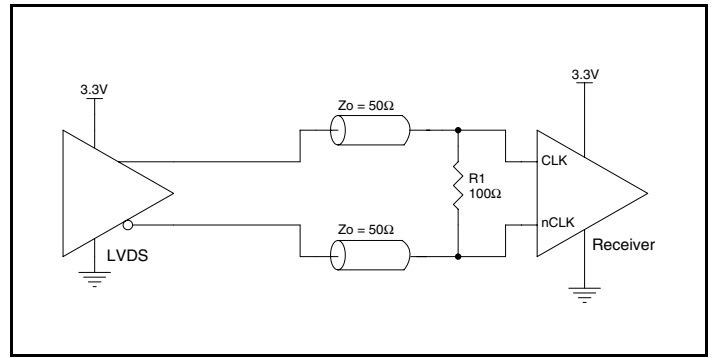 3.3V
3.3V
Zo = 50Ω
CLK
R1
100Ω
nCLK
Zo = 50Ω
Receiver
LVDS